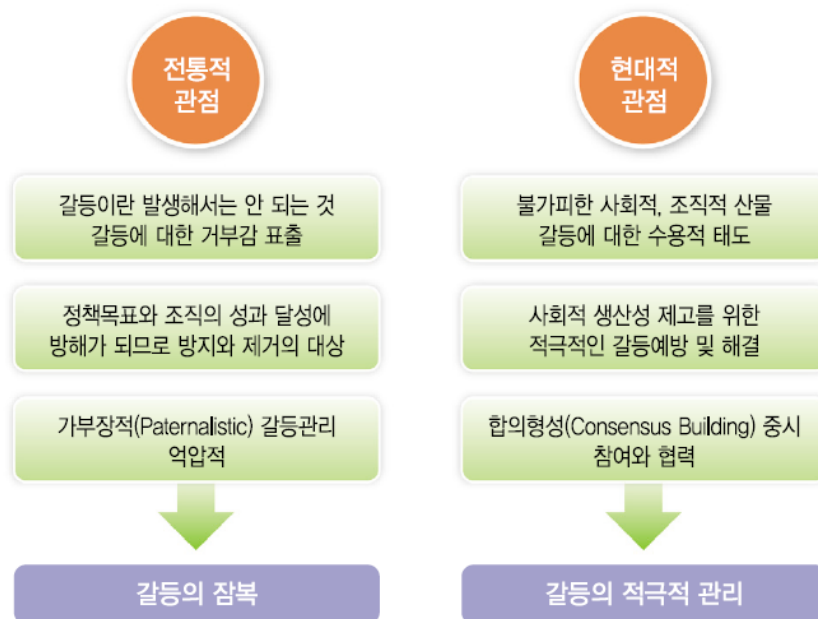 전통적
관점
갈등이란 발생해서는 안 되는 것
갈등에 대한 거부감 표출
정책목표와 조직의 성과 달성에
방해가 되므로 방지와 제거의 대상
가부장적(Paternalistic) 갈등관리
억압적
갈등의 잠복
현대적
관점
불가피한 사회적, 조직적 산물
갈등에 대한 수용적 태도
사회적 생산성 제고를 위한
적극적인 갈등예방 및 해결
합의형성(Consensus Building) 중시
참여와 협력
갈등의 적극적 관리